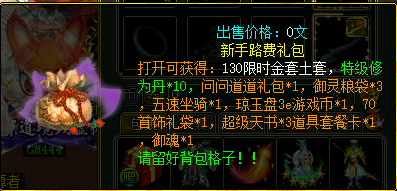 出售价格：0文
新手路费礼包
打开可获得：130限时金套土套，特级修
为丹*10，问问道道礼包*1，御灵粮袋*3
，五速坐骑*1，琼玉盘3e游戏币*1，70
首饰礼袋*1，超级天书*3道具套餐卡*1
，御魂*1
请留好背包格子！！
GM444